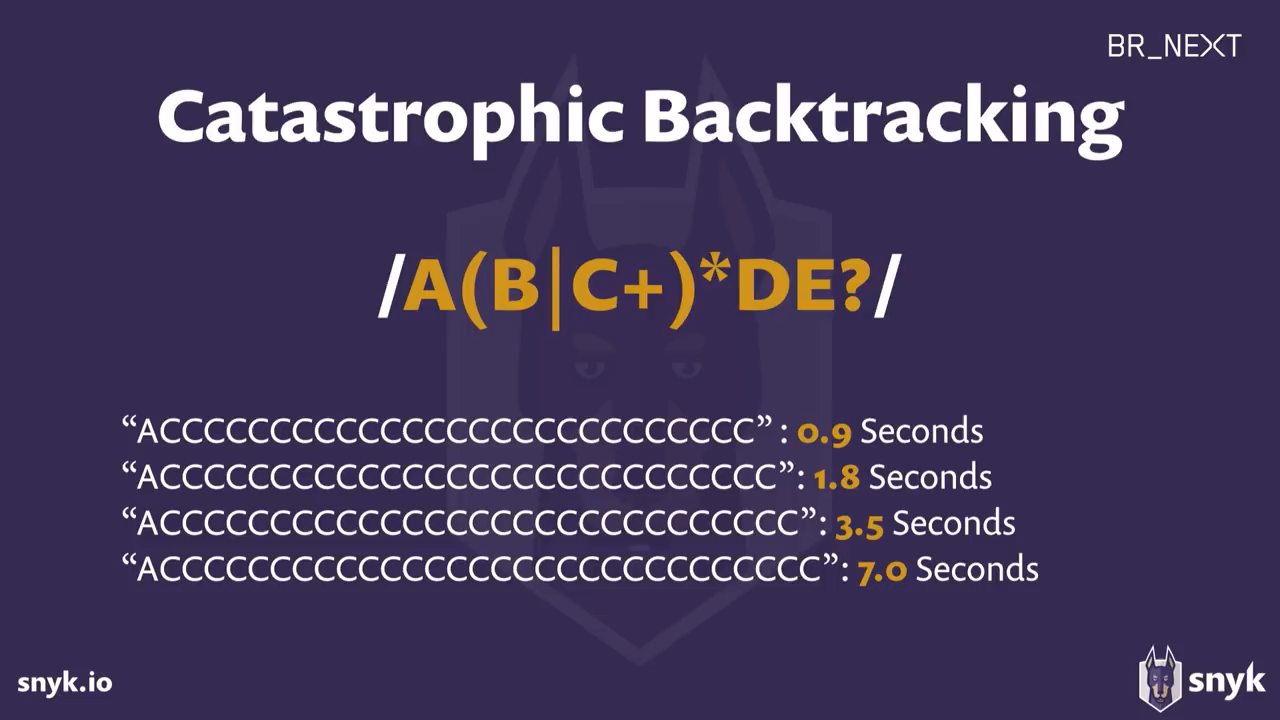 BR_NEXT
Catastrophic Backtracking
/A(B|C+)*DE?/
“ACCCCCCCCCCCCCCCCCCCCCCCCCCC” : 0.9 Seconds
“ACCCCCCCCCCCCCCCCCCCCCCCCCCCC”: 1.8 Seconds
“ACCCCCCCCCCCCCCCCCCCCCCCCCCCCC”: 3.5 Seconds
“ACCCCCCCCCCCCCCCCCCCCCCCCCCCCCC”: 7.0 Seconds
snyk.io
snyk